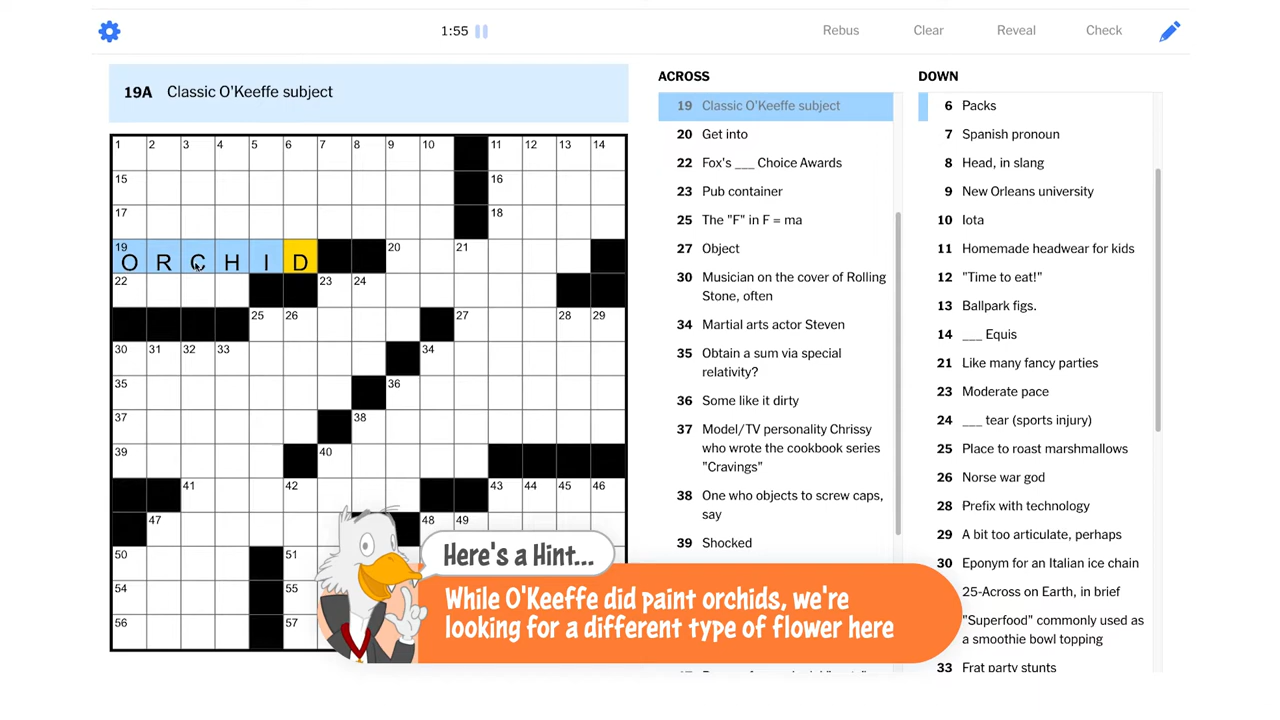 1:55
Rebus
Clear
Reveal
Check
19A Classic O'Keeffe subject
1 2 3 4 5 6 7 8 9 10 11 12 13 14
15 16
17 18
19 20 21
O R C H I D
22 23 24
25 26 27 28 29
30 31 32 33 34
35 36
37 38
39 40
41 42 43 44 45 46
47 48 49
50 51
54 55
56 57
ACROSS
19 Classic O'Keeffe subject
20 Get into
22 Fox's ___ Choice Awards
23 Pub container
25 The "F" in F = ma
27 Object
30 Musician on the cover of Rolling
Stone, often
34 Martial arts actor Steven
35 Obtain a sum via special
relativity?
36 Some like it dirty
37 Model/TV personality Chrissy
who wrote the cookbook series
"Cravings"
38 One who objects to screw caps,
say
39 Shocked
DOWN
6 Packs
7 Spanish pronoun
8 Head, in slang
9 New Orleans university
10 Iota
11 Homemade headwear for kids
12 "Time to eat!"
13 Ballpark figs.
14 ___ Equis
21 Like many fancy parties
23 Moderate pace
24 ___ tear (sports injury)
25 Place to roast marshmallows
26 Norse war god
28 Prefix with technology
29 A bit too articulate, perhaps
30 Eponym for an Italian ice chain
25-Across on Earth, in brief
"Superfood" commonly used as
a smoothie bowl topping
33 Frat party stunts
Here's a Hint...
While O'Keeffe did paint orchids, we're
looking for a different type of flower here